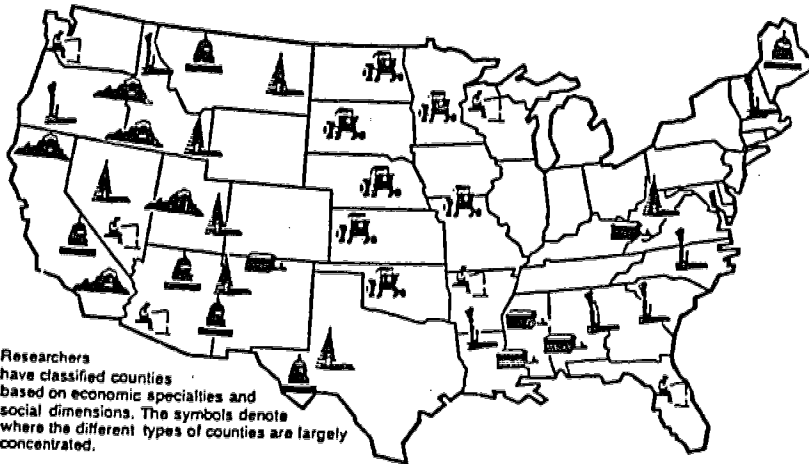 Researchers
have classified counties
based on economic specialties and
social dimensions. The symbols denote
where the different types of counties are largely
concentrated.